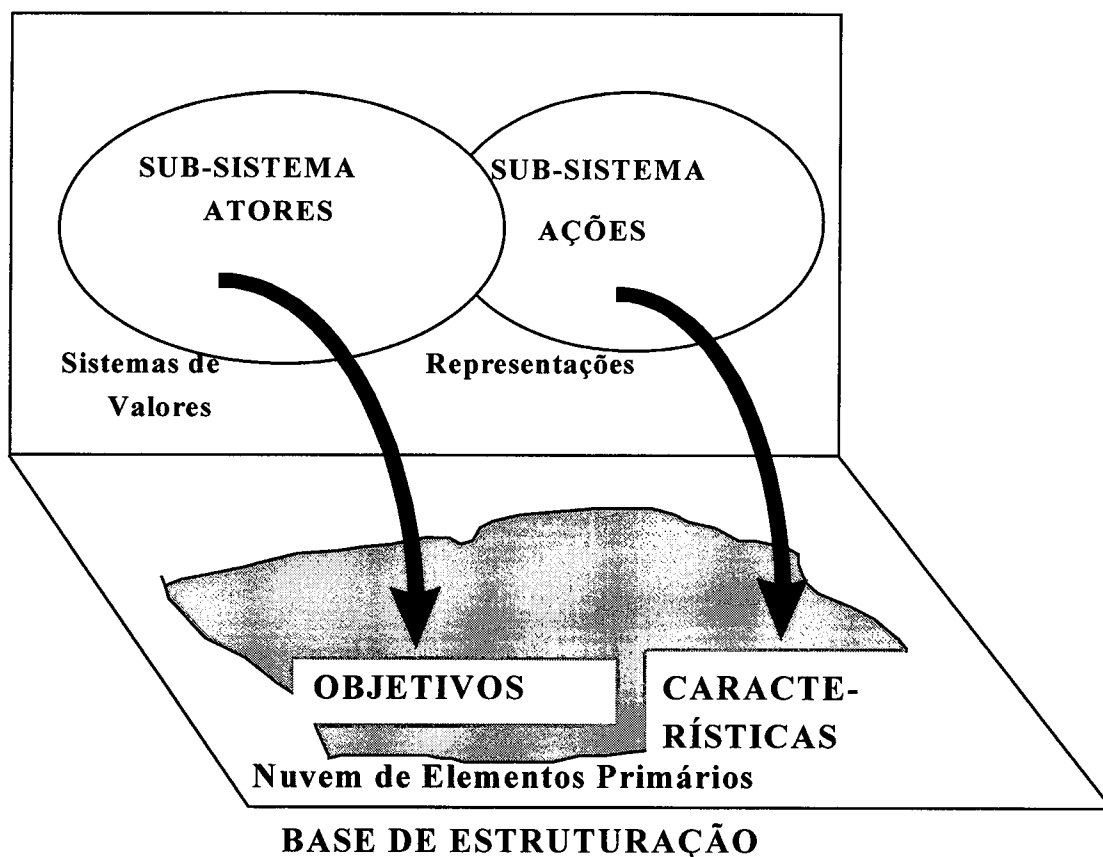 SUB-SISTEMA
ATORES
SUB-SISTEMA
AÇÕES
Sistemas de
Valores
Representações
OBJETIVOS
CARACTE-
RÍSTICAS
Nuvem de Elementos Primários
BASE DE ESTRUTURAÇÃO